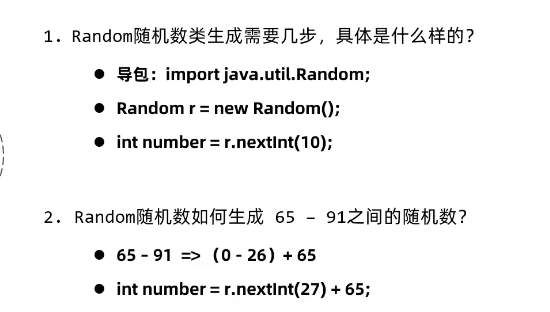 1. Random随机数类生成需要几步，具体是什么样的？
● 导包：import java.util.Random;
● Random r = new Random();
● int number = r.nextInt(10);
2. Random随机数如何生成 65 – 91之间的随机数？
● 65 – 91 => （0 - 26）+ 65
● int number = r.nextInt(27) + 65;